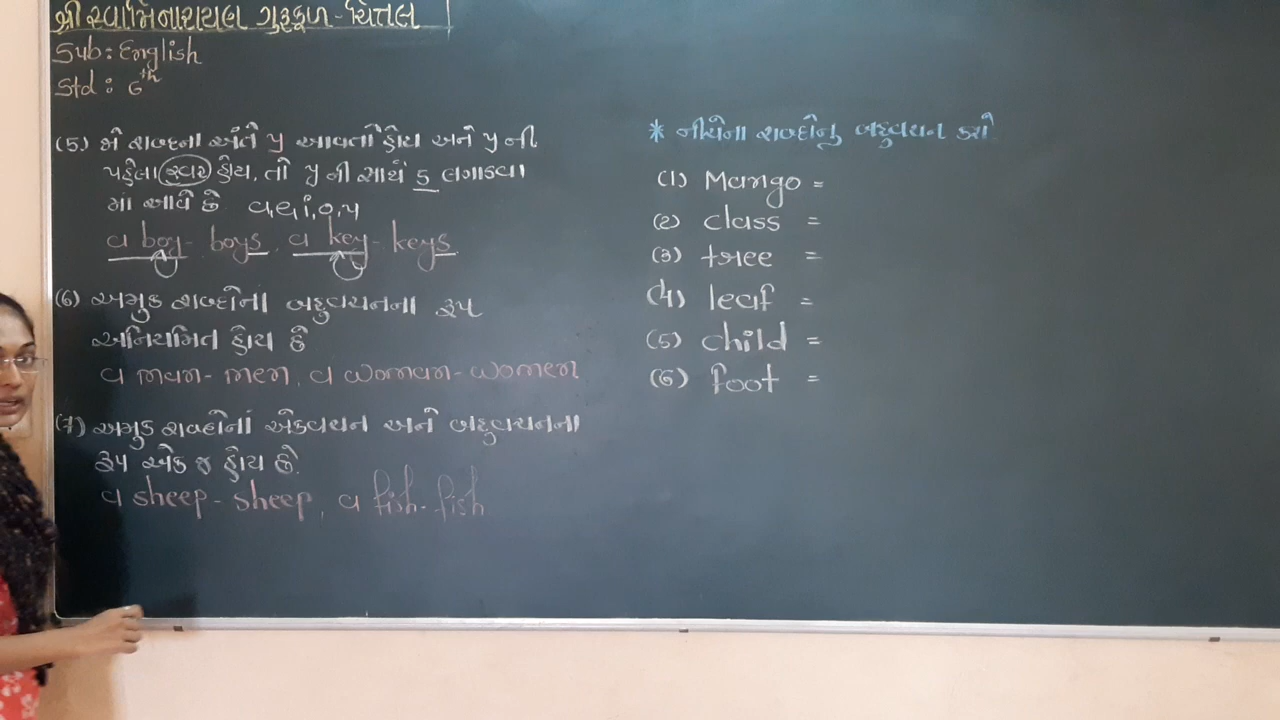 શ્રી સ્વામિનારાયણ ગુરૂકૂળ - ચિત્તલ
Sub: English
Std: 6th
(5) જે શબ્દના અંતે y આવતો હોય અને y ની
પહેલા સ્વર હોય, તો y ની સાથે s લગાડવા
માં આવે છે
a boy - boys, a key - keys
(6) અમુક શબ્દોના બહુવચનના રૂપ
અનિયમિત હોય છે
a man - men, a woman - women
(7) અમુક શબ્દોનાં એકવચન અને બહુવચનના
રૂપ એક જ હોય છે.
a sheep - sheep, a fish - fish
* નીચેના શબ્દોનું બહુવચન કરો
(1) Mango =
(2) class =
(3) tree =
(4) leaf =
(5) child =
(6) foot =